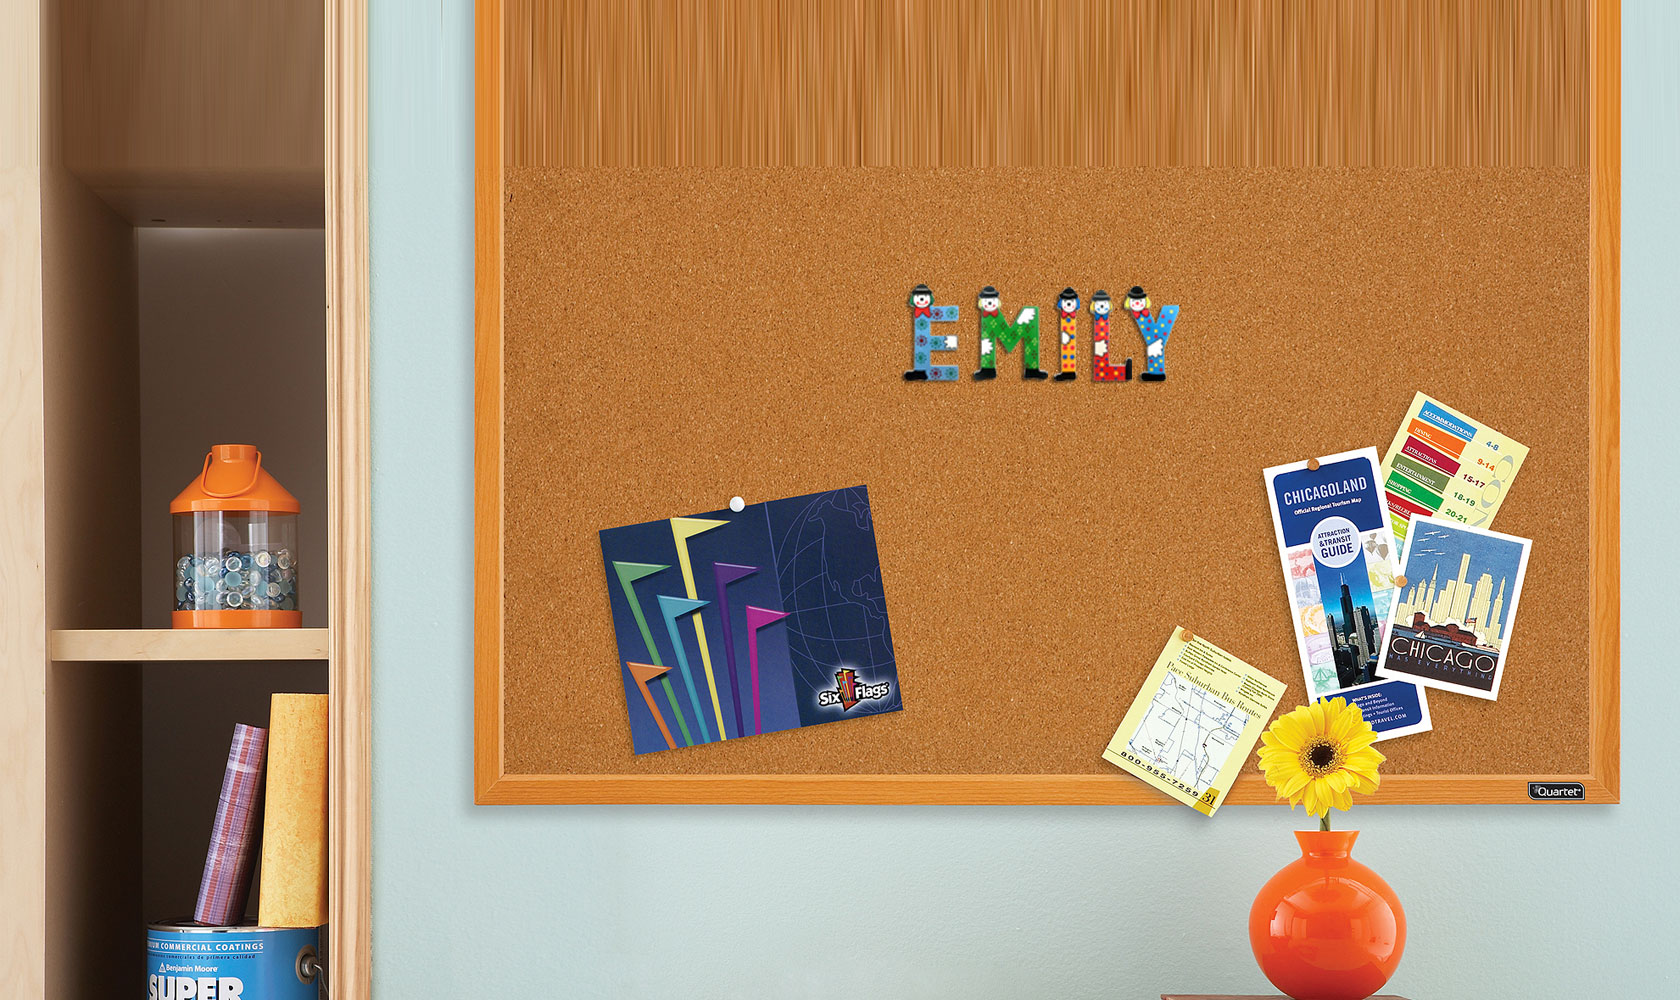 EMILY
ACCOMMODATIONS 4-8
DINING 9-14
ATTRACTIONS 15-17
ENTERTAINMENT 18-19
SHOPPING 20-21
CHICAGOLAND
Official Regional Tourism Map
ATTRACTION
& TRANSIT
GUIDE
CHICAGO
HAS EVERYTHING
WHAT'S INSIDE:
Six Flags
Pace Suburban Bus Routes
800-955-7259
31
Quartet
COMMERCIAL COATINGS
Benjamin Moore
SUPER